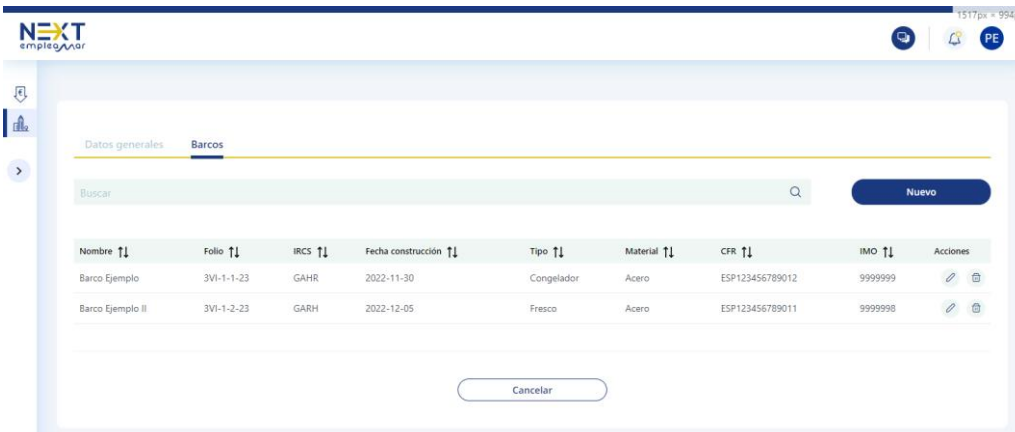 1517px × 994
NEXT
empleamar
PE
Datos generales Barcos
Buscar
Nuevo
Nombre ↑↓ Folio ↑↓ IRCS ↑↓ Fecha construcción ↑↓ Tipo ↑↓ Material ↑↓ CFR ↑↓ IMO ↑↓ Acciones
Barco Ejemplo 3VI-1-1-23 GAHR 2022-11-30 Congelador Acero ESP123456789012 9999999
Barco Ejemplo II 3VI-1-2-23 GARH 2022-12-05 Fresco Acero ESP123456789011 9999998
Cancelar